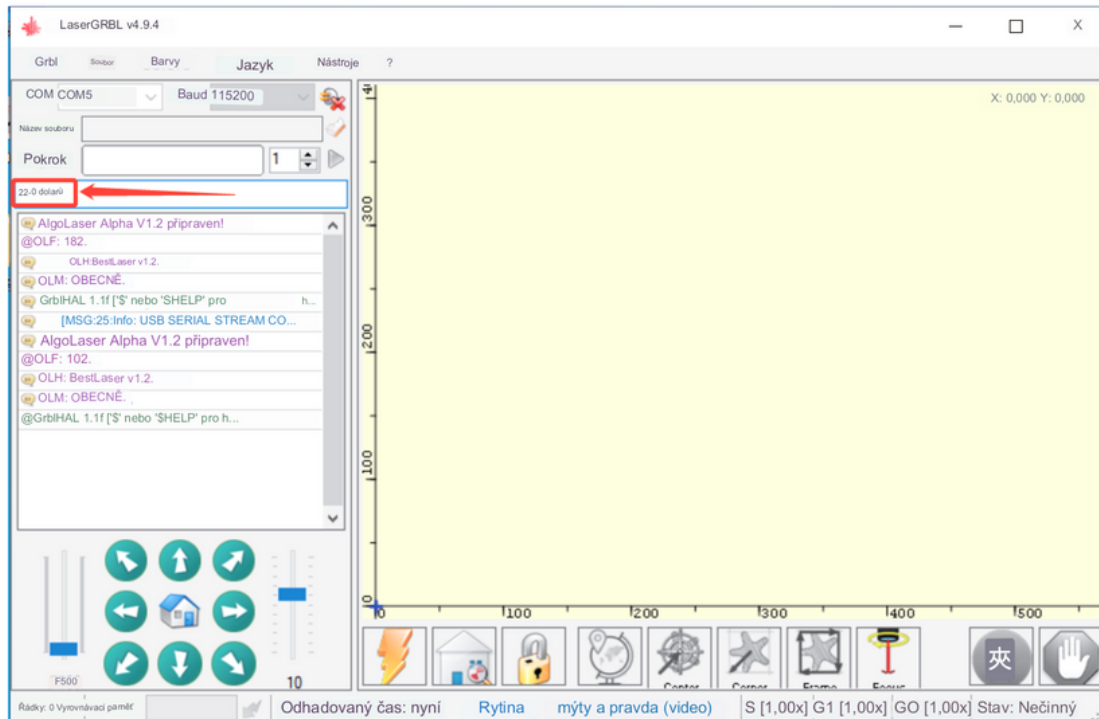 LaserGRBL v4.9.4
X
Grbl Soubor Barvy Jazyk Nástroje ?
COM COM5 Baud 115200
X: 0,000 Y: 0,000
Název souboru
Pokrok 1
22-0 dolarů
AlgoLaser Alpha V1.2 připraven!
@OLF: 182.
OLH:BestLaser v1.2.
OLM: OBECNĚ.
GrblHAL 1.1f ['$' nebo 'SHELP' pro h...
[MSG:25:Info: USB SERIAL STREAM CO...
AlgoLaser Alpha V1.2 připraven!
@OLF: 102.
OLH: BestLaser v1.2.
OLM: OBECNĚ.
@GrblHAL 1.1f ['$' nebo '$HELP' pro h...
300
200
100
0
0 100 200 300 400 500
F500
10
Center Corner Frame Focus
夾
Řádky: 0 Vyrovnávací paměť
Odhadovaný čas: nyní
Rytina mýty a pravda (video)
S [1,00x] G1 [1,00x] GO [1,00x] Stav: Nečinný